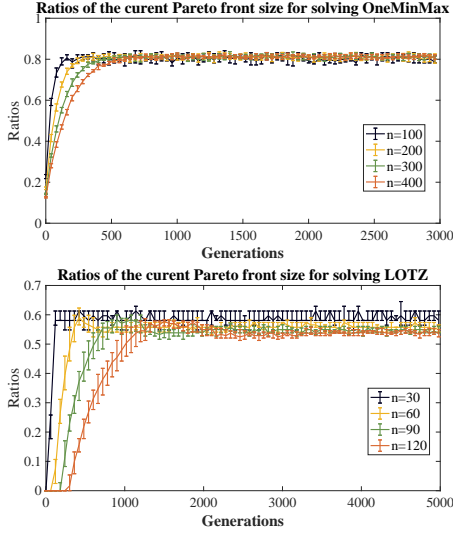 Ratios of the curent Pareto front size for solving OneMinMax
1
0.8
0.6
0.4
0.2
0
Ratios
n=100
n=200
n=300
n=400
0 500 1000 1500 2000 2500 3000
Generations
Ratios of the curent Pareto front size for solving LOTZ
0.7
0.6
0.5
0.4
0.3
0.2
0.1
0
Ratios
n=30
n=60
n=90
n=120
0 1000 2000 3000 4000 5000
Generations